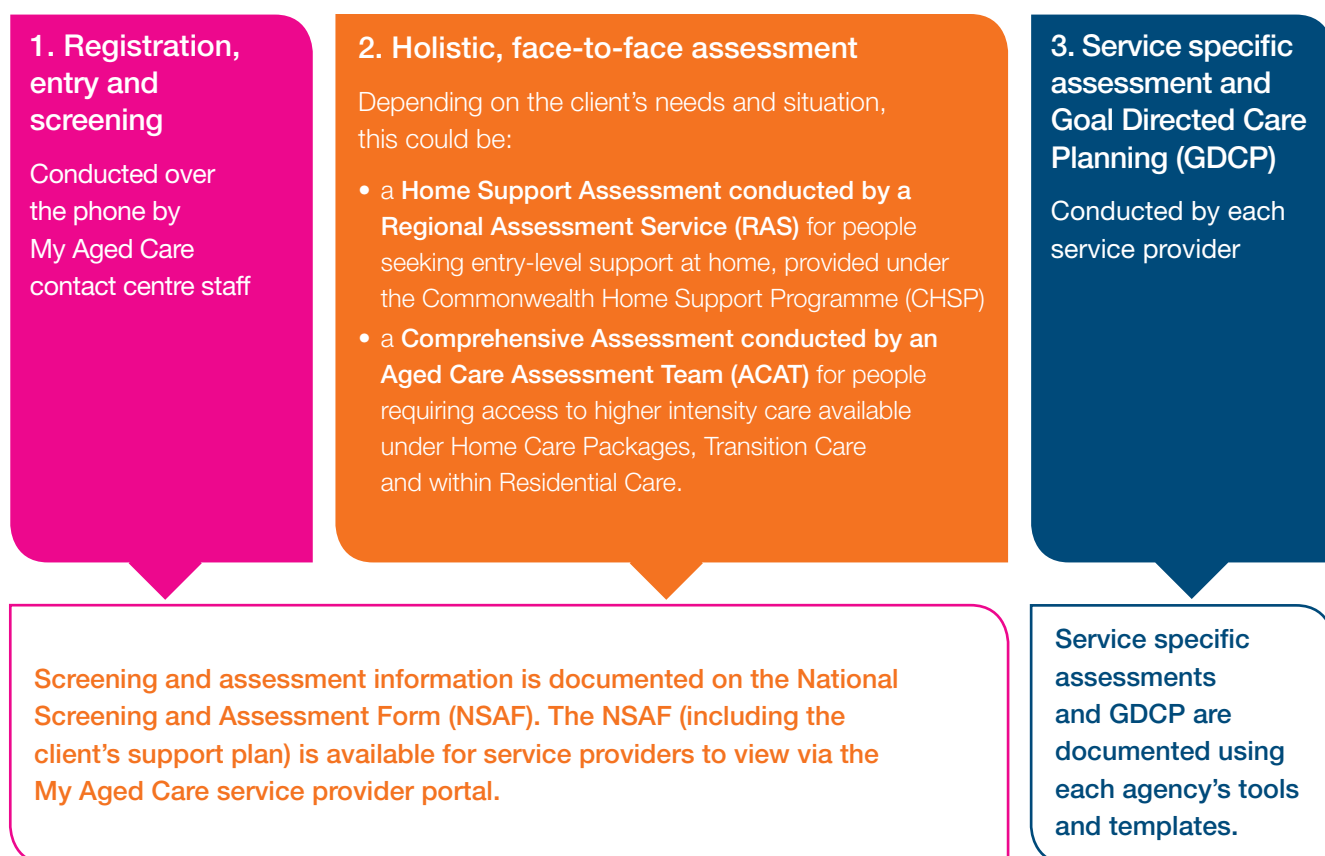 1. Registration,
entry and
screening
Conducted over
the phone by
My Aged Care
contact centre staff
2. Holistic, face-to-face assessment
Depending on the client’s needs and situation,
this could be:
• a Home Support Assessment conducted by a
Regional Assessment Service (RAS) for people
seeking entry-level support at home, provided under
the Commonwealth Home Support Programme (CHSP)
• a Comprehensive Assessment conducted by an
Aged Care Assessment Team (ACAT) for people
requiring access to higher intensity care available
under Home Care Packages, Transition Care
and within Residential Care.
3. Service specific
assessment and
Goal Directed Care
Planning (GDCP)
Conducted by each
service provider
Screening and assessment information is documented on the National
Screening and Assessment Form (NSAF). The NSAF (including the
client’s support plan) is available for service providers to view via the
My Aged Care service provider portal.
Service specific
assessments
and GDCP are
documented using
each agency’s tools
and templates.